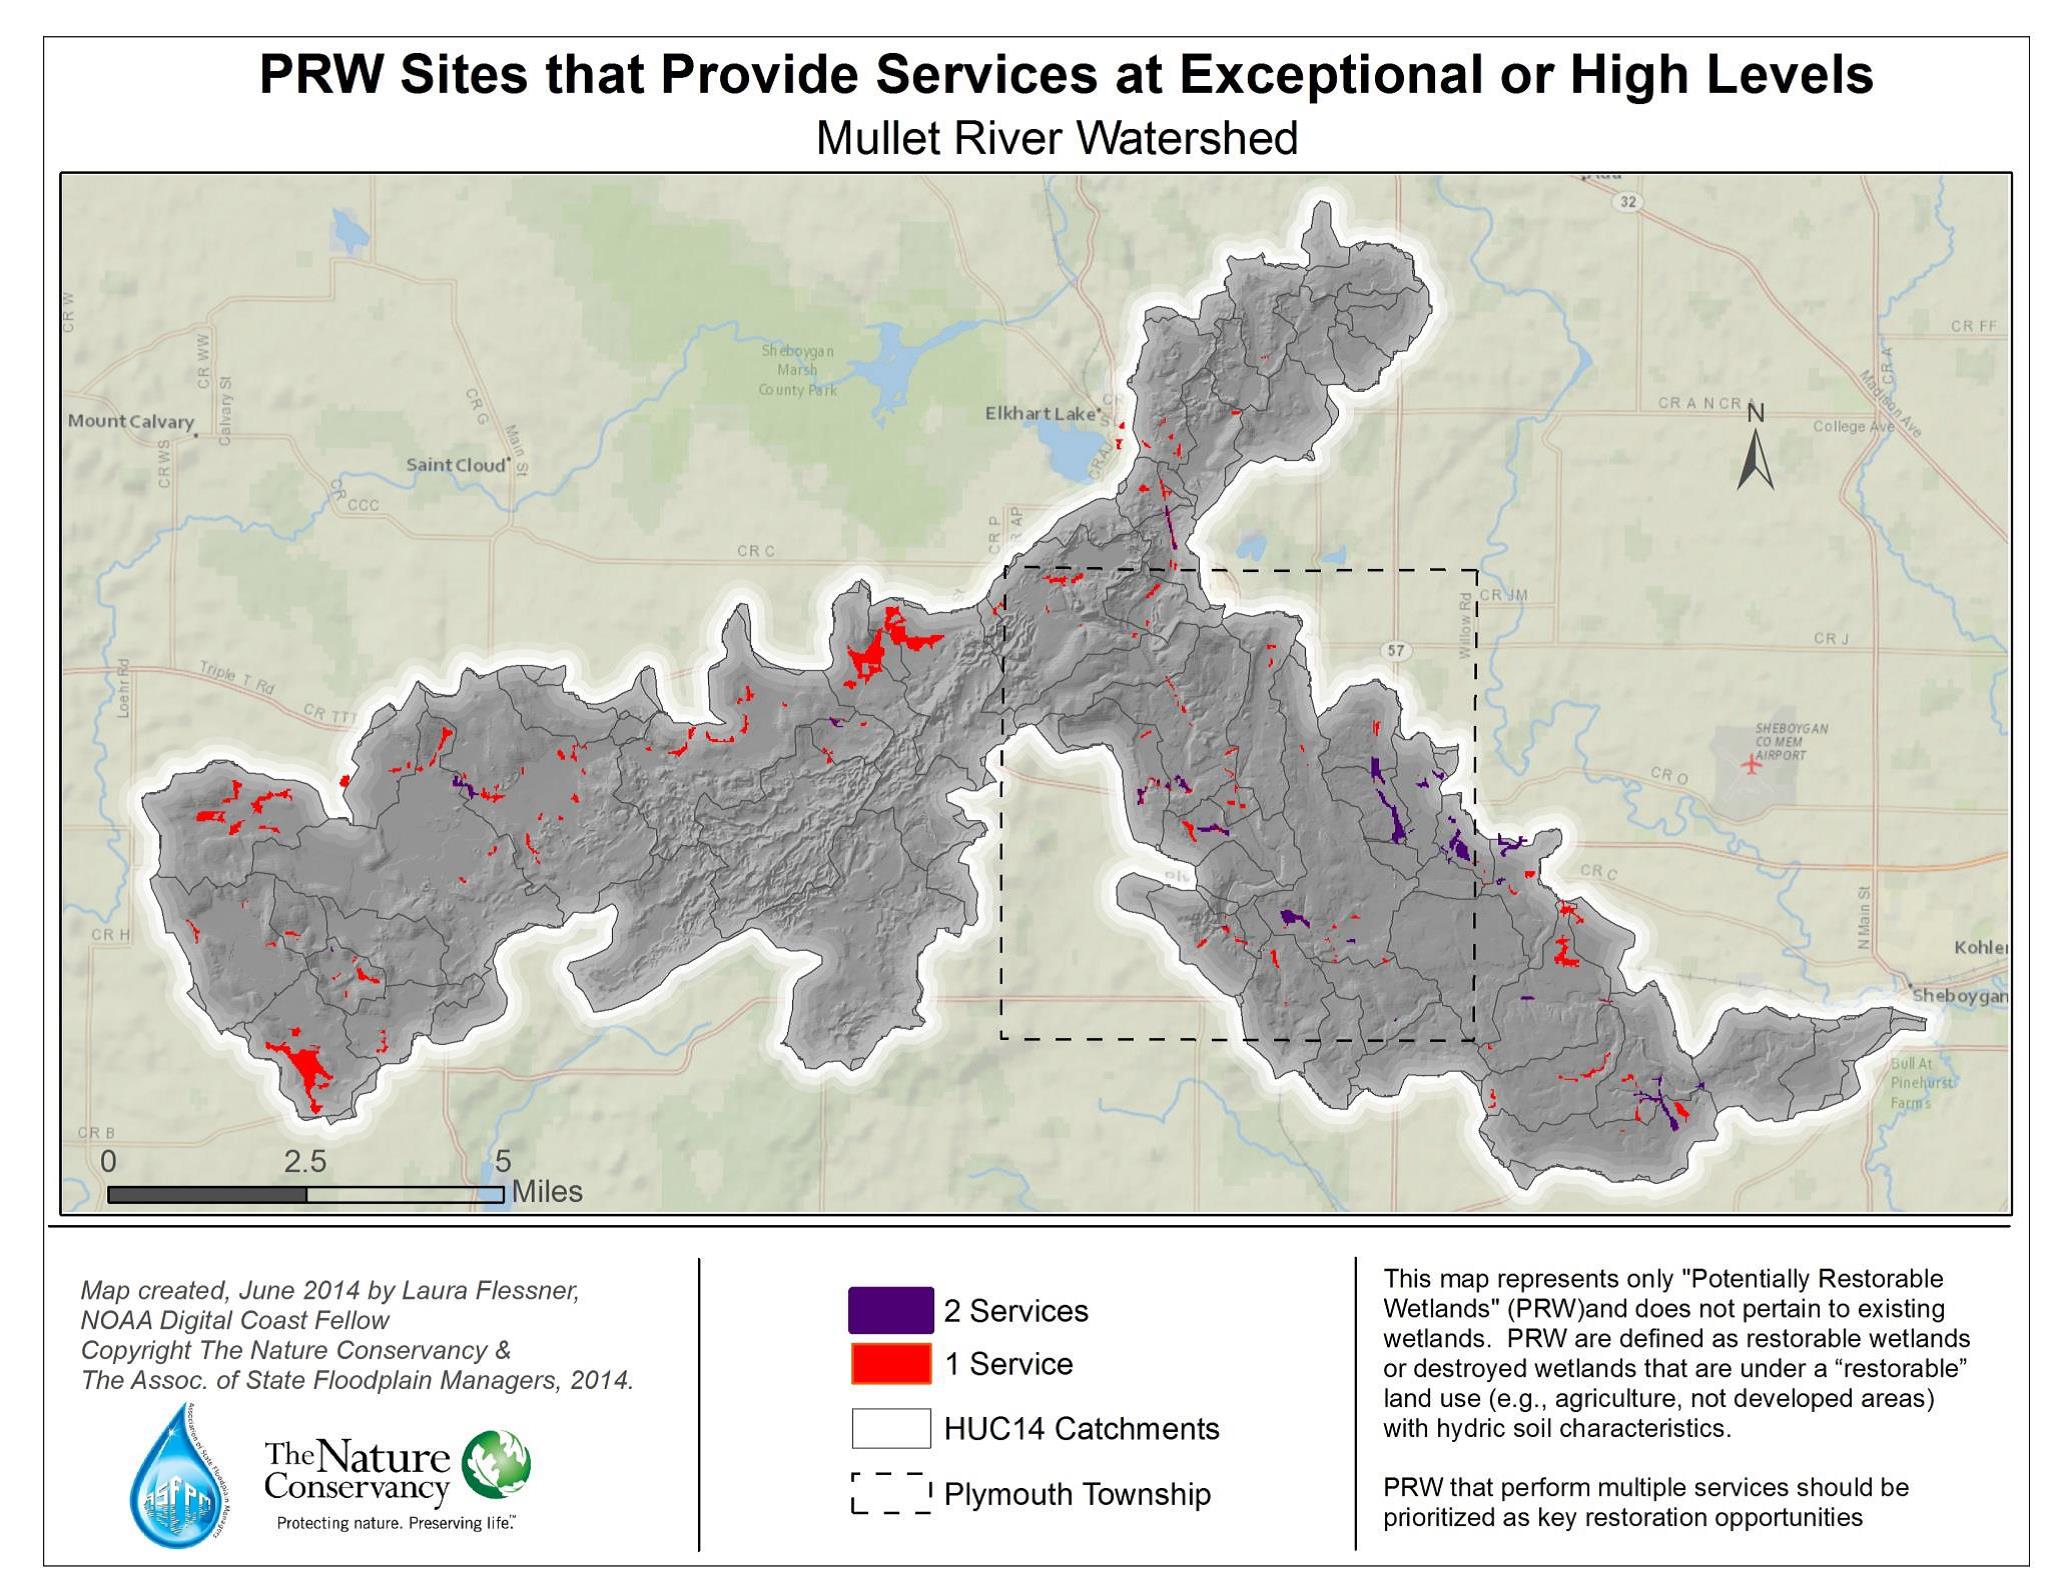 PRW Sites that Provide Services at Exceptional or High Levels
Mullet River Watershed
32
CR W
CR WW
Calvary St
Mount Calvary
CR WS
CR G
Main St
Saint Cloud
CR CCC
Sheboygan
Marsh
County Park
Elkhart Lake
CR
CR A
CR FF
CR A
Madison Ave
CR A N CR A
College Ave
N
CR P
CR AP
CR C
CR JM
Willow Rd
57
CR J
Loehr Rd
Triple T Rd
CR TTT
SHEBOYGAN
CO MEM
AIRPORT
CR O
CR C
CR H
N Main St
Kohler
Sheboygan
Bull At
Pinehurst
Farms
CR B
0 2.5 5
Miles
Map created, June 2014 by Laura Flessner,
NOAA Digital Coast Fellow
Copyright The Nature Conservancy &
The Assoc. of State Floodplain Managers, 2014.
Association of State Floodplain Managers
ASFPM
The Nature
Conservancy
Protecting nature. Preserving life.™
2 Services
1 Service
HUC14 Catchments
Plymouth Township
This map represents only "Potentially Restorable
Wetlands" (PRW)and does not pertain to existing
wetlands. PRW are defined as restorable wetlands
or destroyed wetlands that are under a “restorable”
land use (e.g., agriculture, not developed areas)
with hydric soil characteristics.
PRW that perform multiple services should be
prioritized as key restoration opportunities